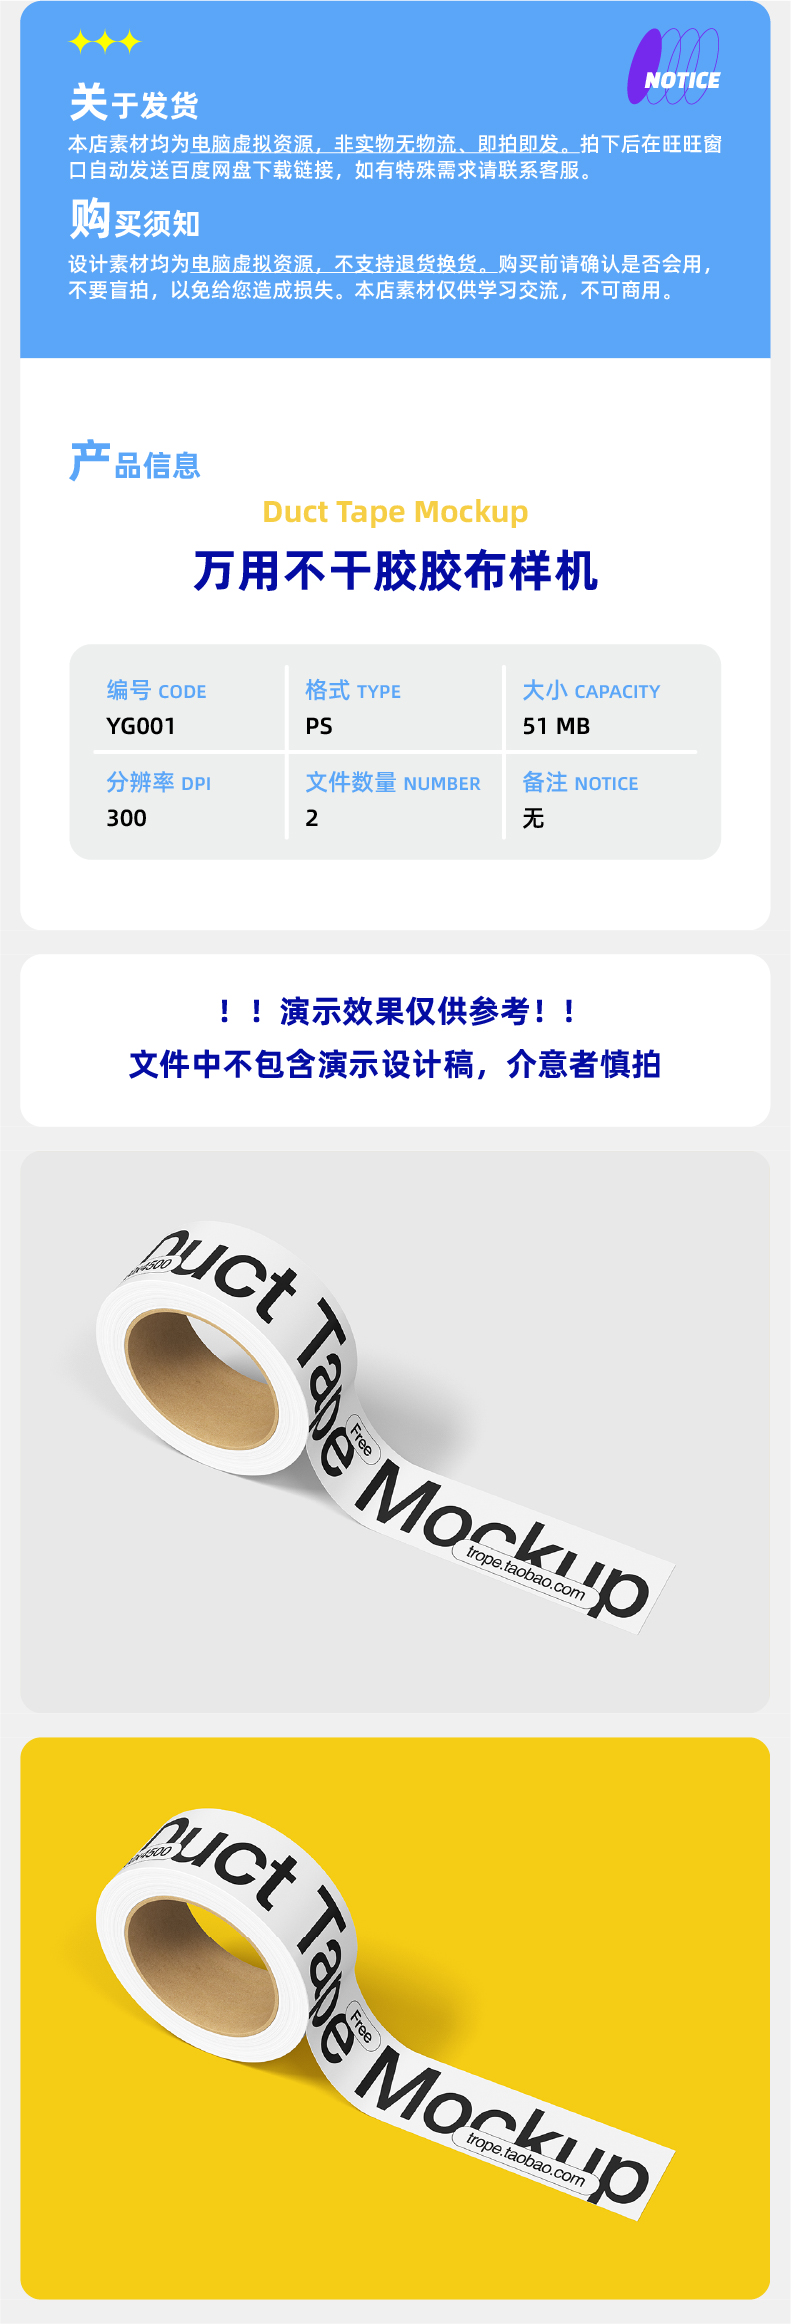 NOTICE
关于发货
本店素材均为电脑虚拟资源，非实物无物流、即拍即发。拍下后在旺旺窗
口自动发送百度网盘下载链接，如有特殊需求请联系客服。
购买须知
设计素材均为电脑虚拟资源，不支持退货换货。购买前请确认是否会用，
不要盲拍，以免给您造成损失。本店素材仅供学习交流，不可商用。
产品信息
Duct Tape Mockup
万用不干胶胶布样机
编号 CODE
格式 TYPE
大小 CAPACITY
YG001
PS
51 MB
分辨率 DPI
文件数量 NUMBER
备注 NOTICE
300
2
无
！！演示效果仅供参考！！
文件中不包含演示设计稿，介意者慎拍
Duct Tape Mockup
Free
trope.taobao.com
Duct Tape Mockup
Free
trope.taobao.com